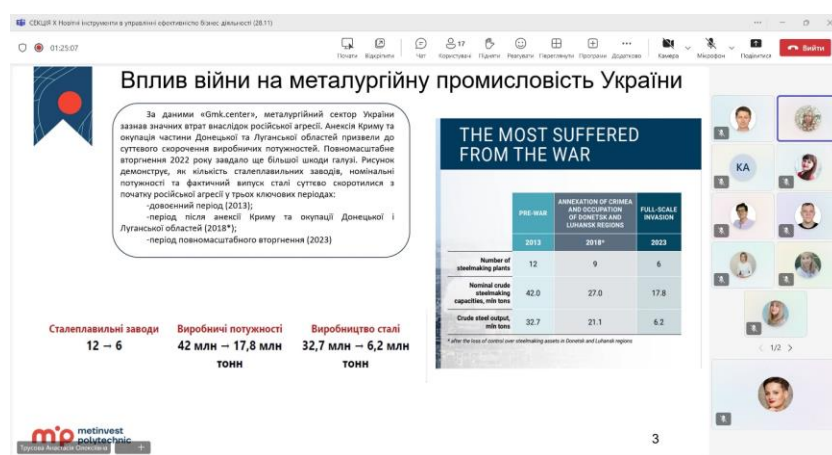 СЕКЦІЯ X Новітні інструменти в управлінні ефективністю бізнес діяльності (28.11)
01:25:07
Почати
Відкріпити
Чат
17
Користувачі
Підняти
Реагувати
Переглянути
Програми
Додатково
Камера
Мікрофон
Поділитися
Вийти
Вплив війни на металургійну промисловість України
За даними «Gmk.center», металургійний сектор України
зазнав значних втрат внаслідок російської агресії. Анексія Криму та
окупація частини Донецької та Луганської областей призвели до
суттєвого скорочення виробничих потужностей. Повномасштабне
вторгнення 2022 року завдало ще більшої шкоди галузі. Рисунок
демонструє, як кількість сталеплавильних заводів, номінальні
потужності та фактичний випуск сталі суттєво скоротилися з
початку російської агресії у трьох ключових періодах:
-довоєнний період (2013);
-період після анексії Криму та окупації Донецької і
Луганської областей (2018*);
-період повномасштабного вторгнення (2023)
THE MOST SUFFERED
FROM THE WAR
PRE-WAR
ANNEXATION OF CRIMEA
AND OCCUPATION
OF DONETSK AND
LUHANSK REGIONS
FULL-SCALE
INVASION
2013
2018*
2023
Number of
steelmaking plants
12
9
6
Nominal crude
steelmaking
capacities, mln tons
42.0
27.0
17.8
Crude steel output,
mln tons
32.7
21.1
6.2
* after the loss of control over steelmaking assets in Donetsk and Luhansk regions
Сталеплавильні заводи
12 → 6
Виробничі потужності
42 млн → 17,8 млн
тонн
Виробництво сталі
32,7 млн → 6,2 млн
тонн
KA
1/2
mip metinvest
polytechnic
Трусова Анастасія Олексіївна
3